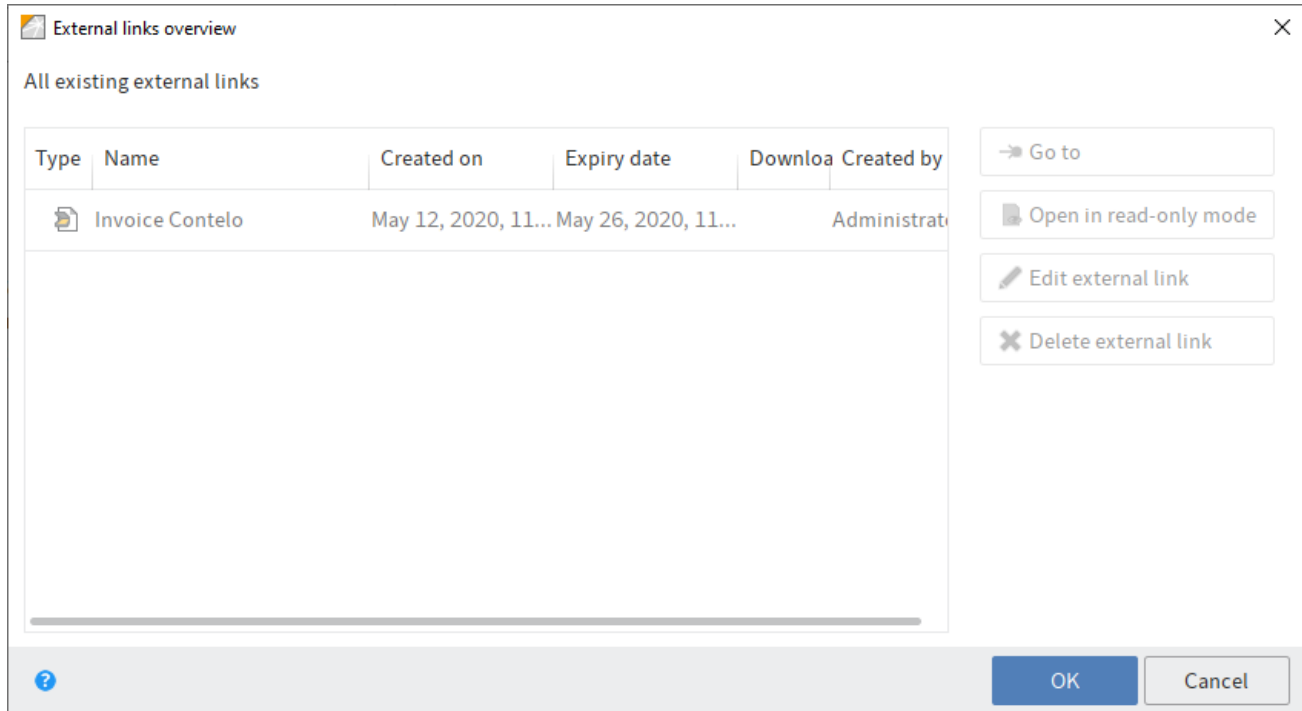 External links overview
All existing external links
Type Name Created on Expiry date Downloa Created by
Invoice Contelo May 12, 2020, 11... May 26, 2020, 11... Administrat
Go to
Open in read-only mode
Edit external link
Delete external link
? OK Cancel